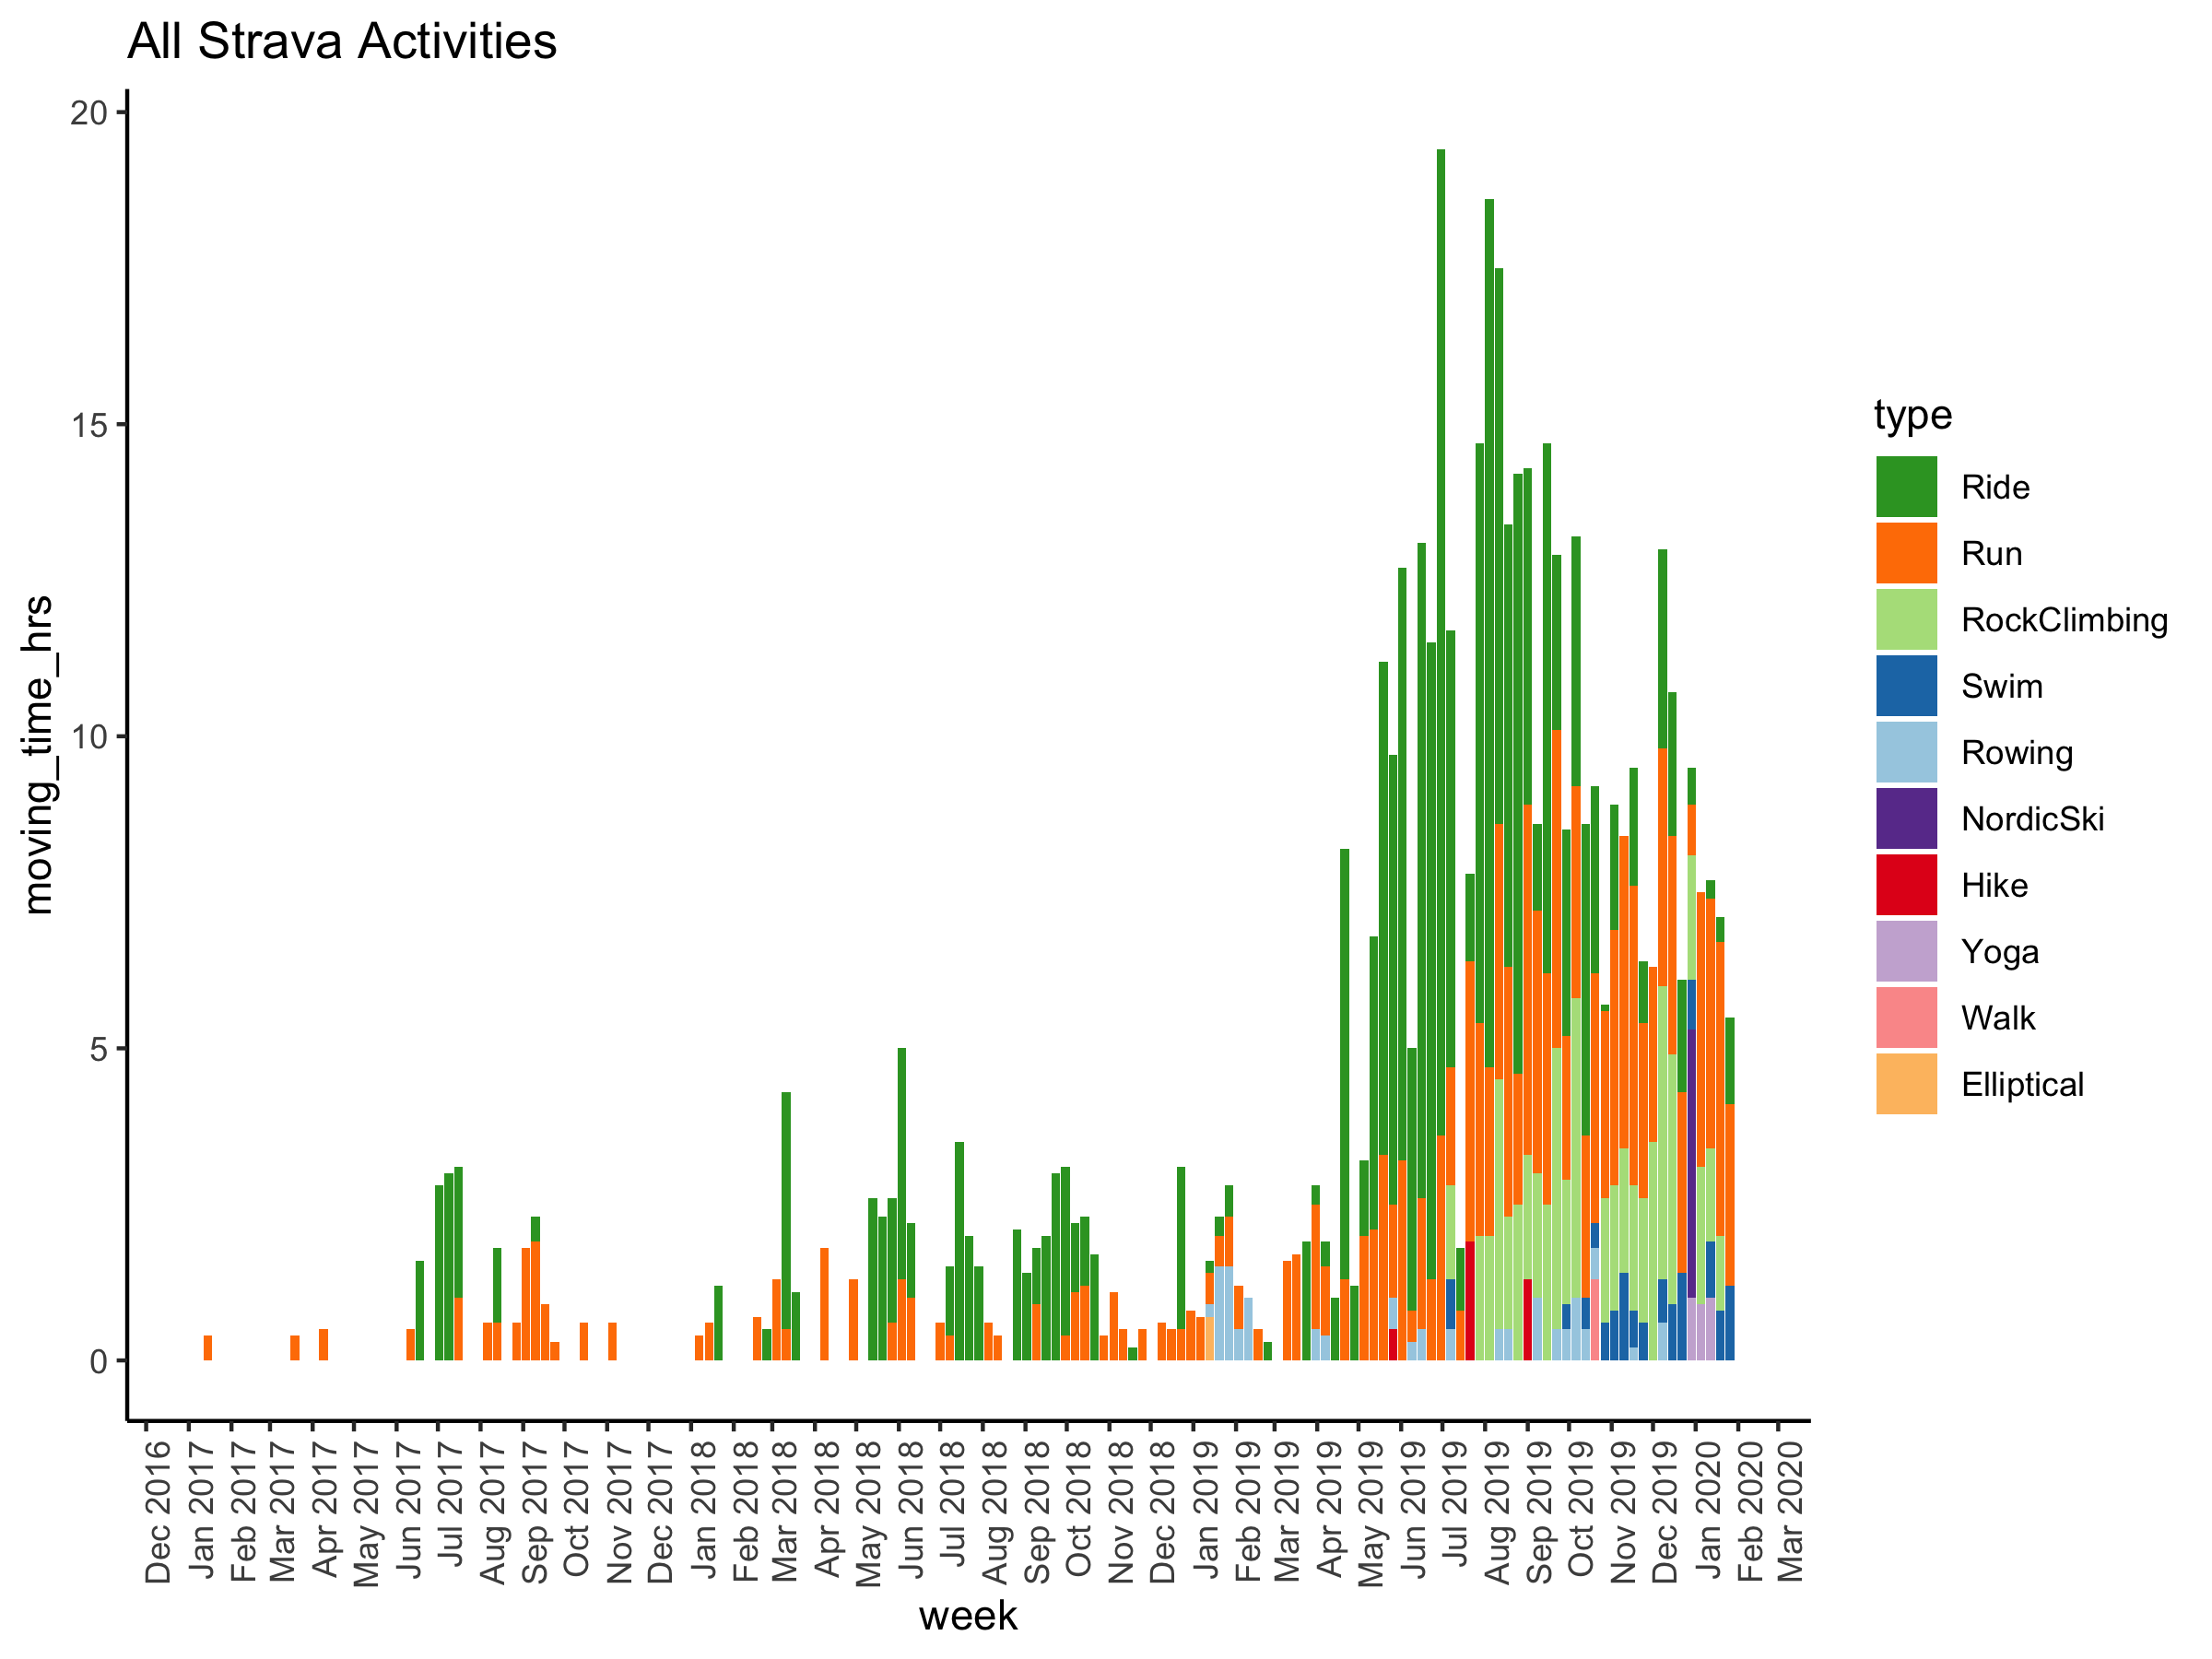 All Strava Activities
moving_time_hrs
20
15
10
5
0
Dec 2016
Jan 2017
Feb 2017
Mar 2017
Apr 2017
May 2017
Jun 2017
Jul 2017
Aug 2017
Sep 2017
Oct 2017
Nov 2017
Dec 2017
Jan 2018
Feb 2018
Mar 2018
Apr 2018
May 2018
Jun 2018
Jul 2018
Aug 2018
Sep 2018
Oct 2018
Nov 2018
Dec 2018
Jan 2019
Feb 2019
Mar 2019
Apr 2019
May 2019
Jun 2019
Jul 2019
Aug 2019
Sep 2019
Oct 2019
Nov 2019
Dec 2019
Jan 2020
Feb 2020
Mar 2020
week
type
Ride
Run
RockClimbing
Swim
Rowing
NordicSki
Hike
Yoga
Walk
Elliptical